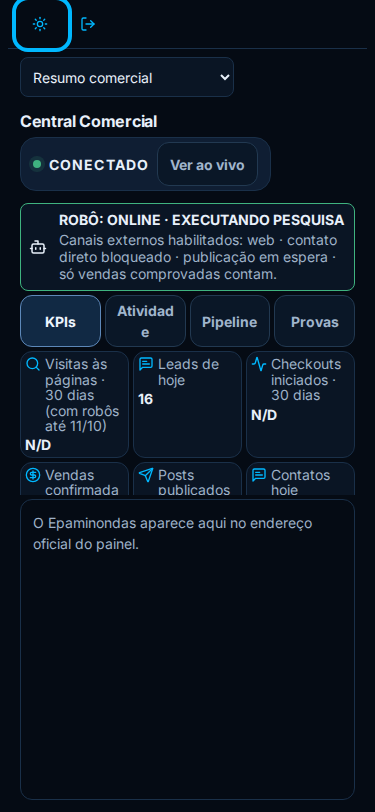 Resumo comercial
Central Comercial
CONECTADO
Ver ao vivo
ROBÔ: ONLINE · EXECUTANDO PESQUISA
Canais externos habilitados: web · contato
direto bloqueado · publicação em espera ·
só vendas comprovadas contam.
KPIs
Atividad
e
Pipeline
Provas
Visitas às
páginas ·
30 dias
(com robôs
até 11/10)
N/D
Leads de
hoje
16
Checkouts
iniciados ·
30 dias
N/D
Vendas
confirmada
Posts
publicados
Contatos
hoje
O Epaminondas aparece aqui no endereço
oficial do painel.